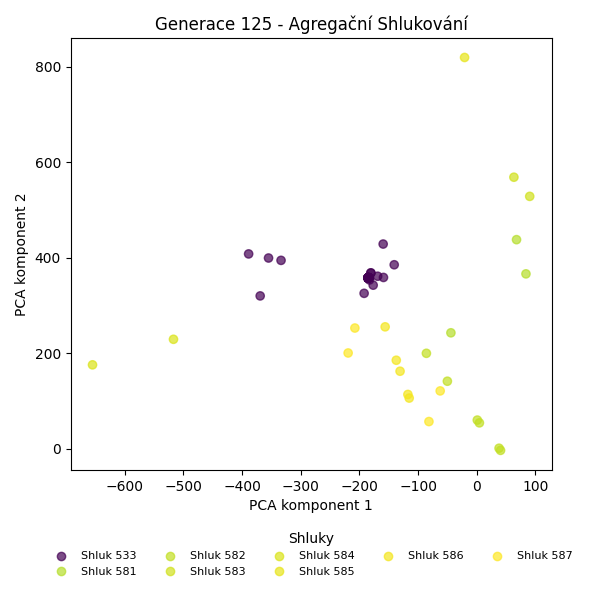 Generace 125 - Agregační Shlukování
PCA komponent 2
800
600
400
200
0
−600 −500 −400 −300 −200 −100 0 100
PCA komponent 1
Shluky
Shluk 533 Shluk 582 Shluk 584 Shluk 586 Shluk 587
Shluk 581 Shluk 583 Shluk 585